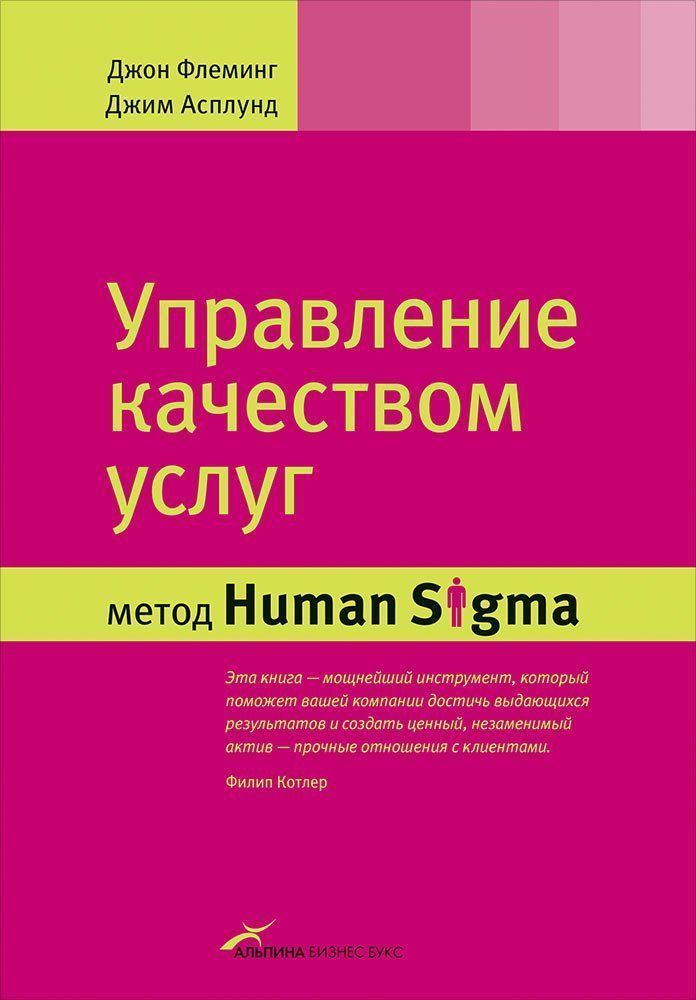 Джон Флеминг
Джим Асплунд
Управление
качеством
услуг
метод Human Sigma
Эта книга — мощнейший инструмент, который
поможет вашей компании достичь выдающихся
результатов и создать ценный, незаменимый
актив — прочные отношения с клиентами.
Филип Котлер
АЛЬПИНА БИЗНЕС БУКС